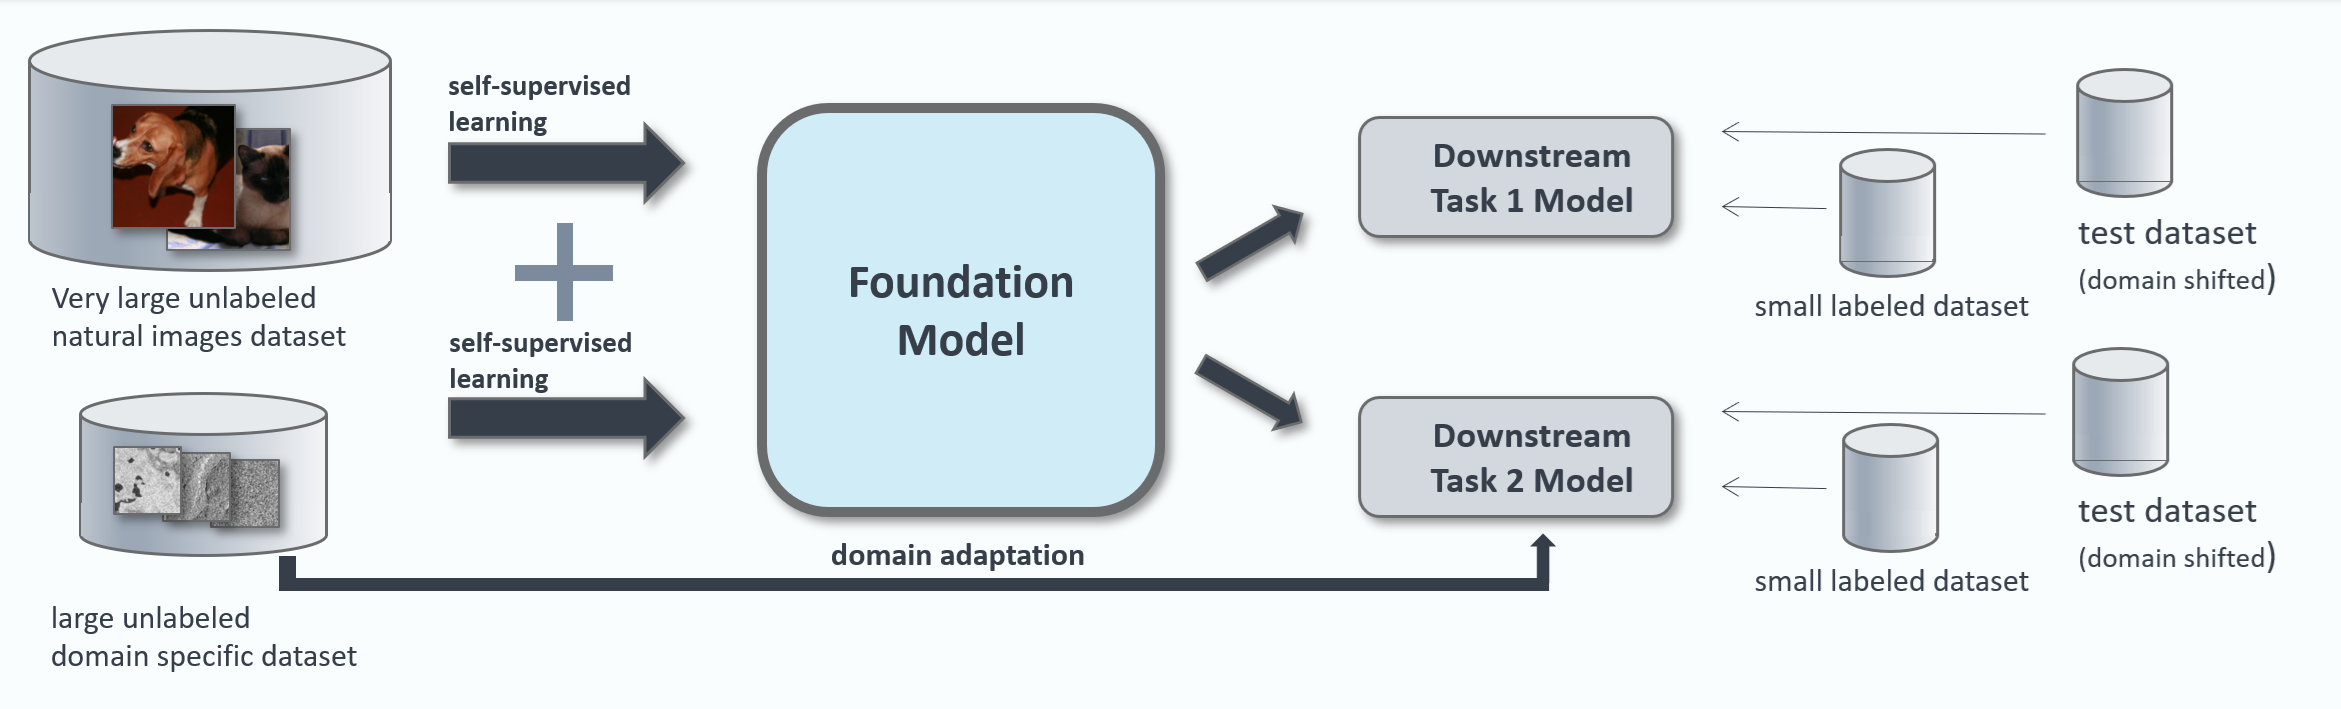 self-supervised
learning
Very large unlabeled
natural images dataset
self-supervised
learning
large unlabeled
domain specific dataset
Foundation
Model
domain adaptation
Downstream
Task 1 Model
small labeled dataset
test dataset
(domain shifted)
Downstream
Task 2 Model
small labeled dataset
test dataset
(domain shifted)